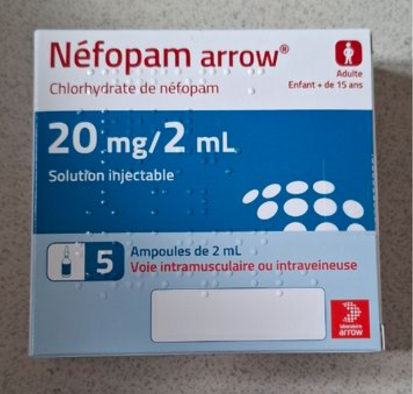 Néfopam arrow®
Chlorhydrate de néfopam
Adulte
Enfant + de 15 ans
20 mg/2 mL
Solution injectable
5
Ampoules de 2 mL
Voie intramusculaire ou intraveineuse
laboratoire
arrow